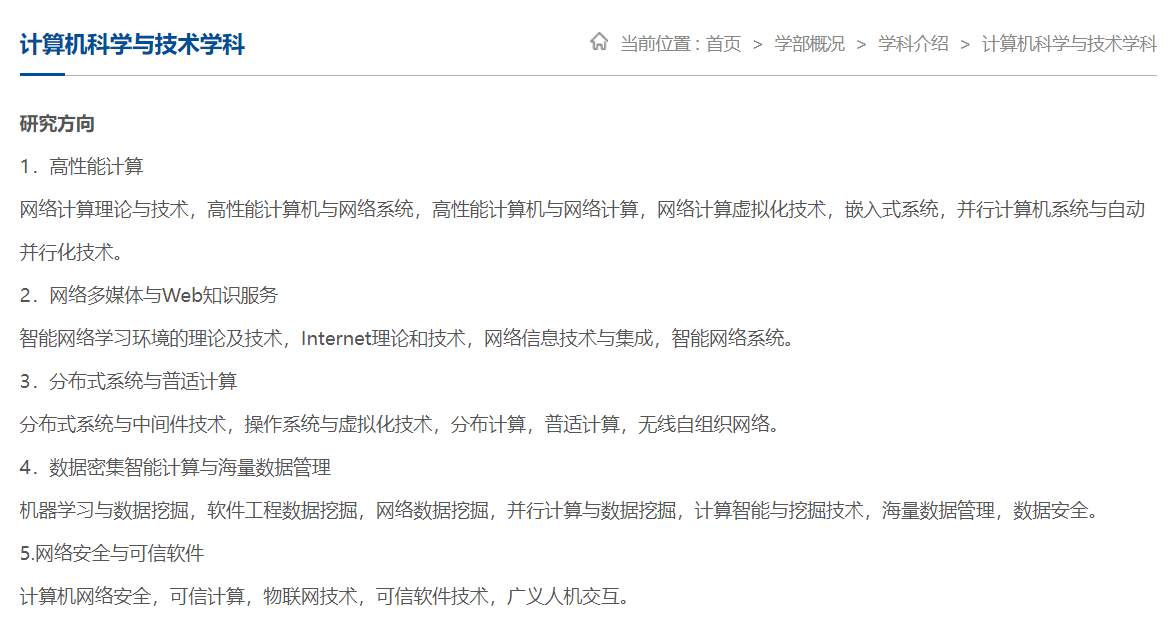 计算机科学与技术学科
当前位置：首页 > 学部概况 > 学科介绍 > 计算机科学与技术学科
研究方向
1．高性能计算
网络计算理论与技术，高性能计算机与网络系统，高性能计算机与网络计算，网络计算虚拟化技术，嵌入式系统，并行计算机系统与自动
并行化技术。
2．网络多媒体与Web知识服务
智能网络学习环境的理论及技术，Internet理论和技术，网络信息技术与集成，智能网络系统。
3．分布式系统与普适计算
分布式系统与中间件技术，操作系统与虚拟化技术，分布计算，普适计算，无线自组织网络。
4．数据密集智能计算与海量数据管理
机器学习与数据挖掘，软件工程数据挖掘，网络数据挖掘，并行计算与数据挖掘，计算智能与挖掘技术，海量数据管理，数据安全。
5.网络安全与可信软件
计算机网络安全，可信计算，物联网技术，可信软件技术，广义人机交互。